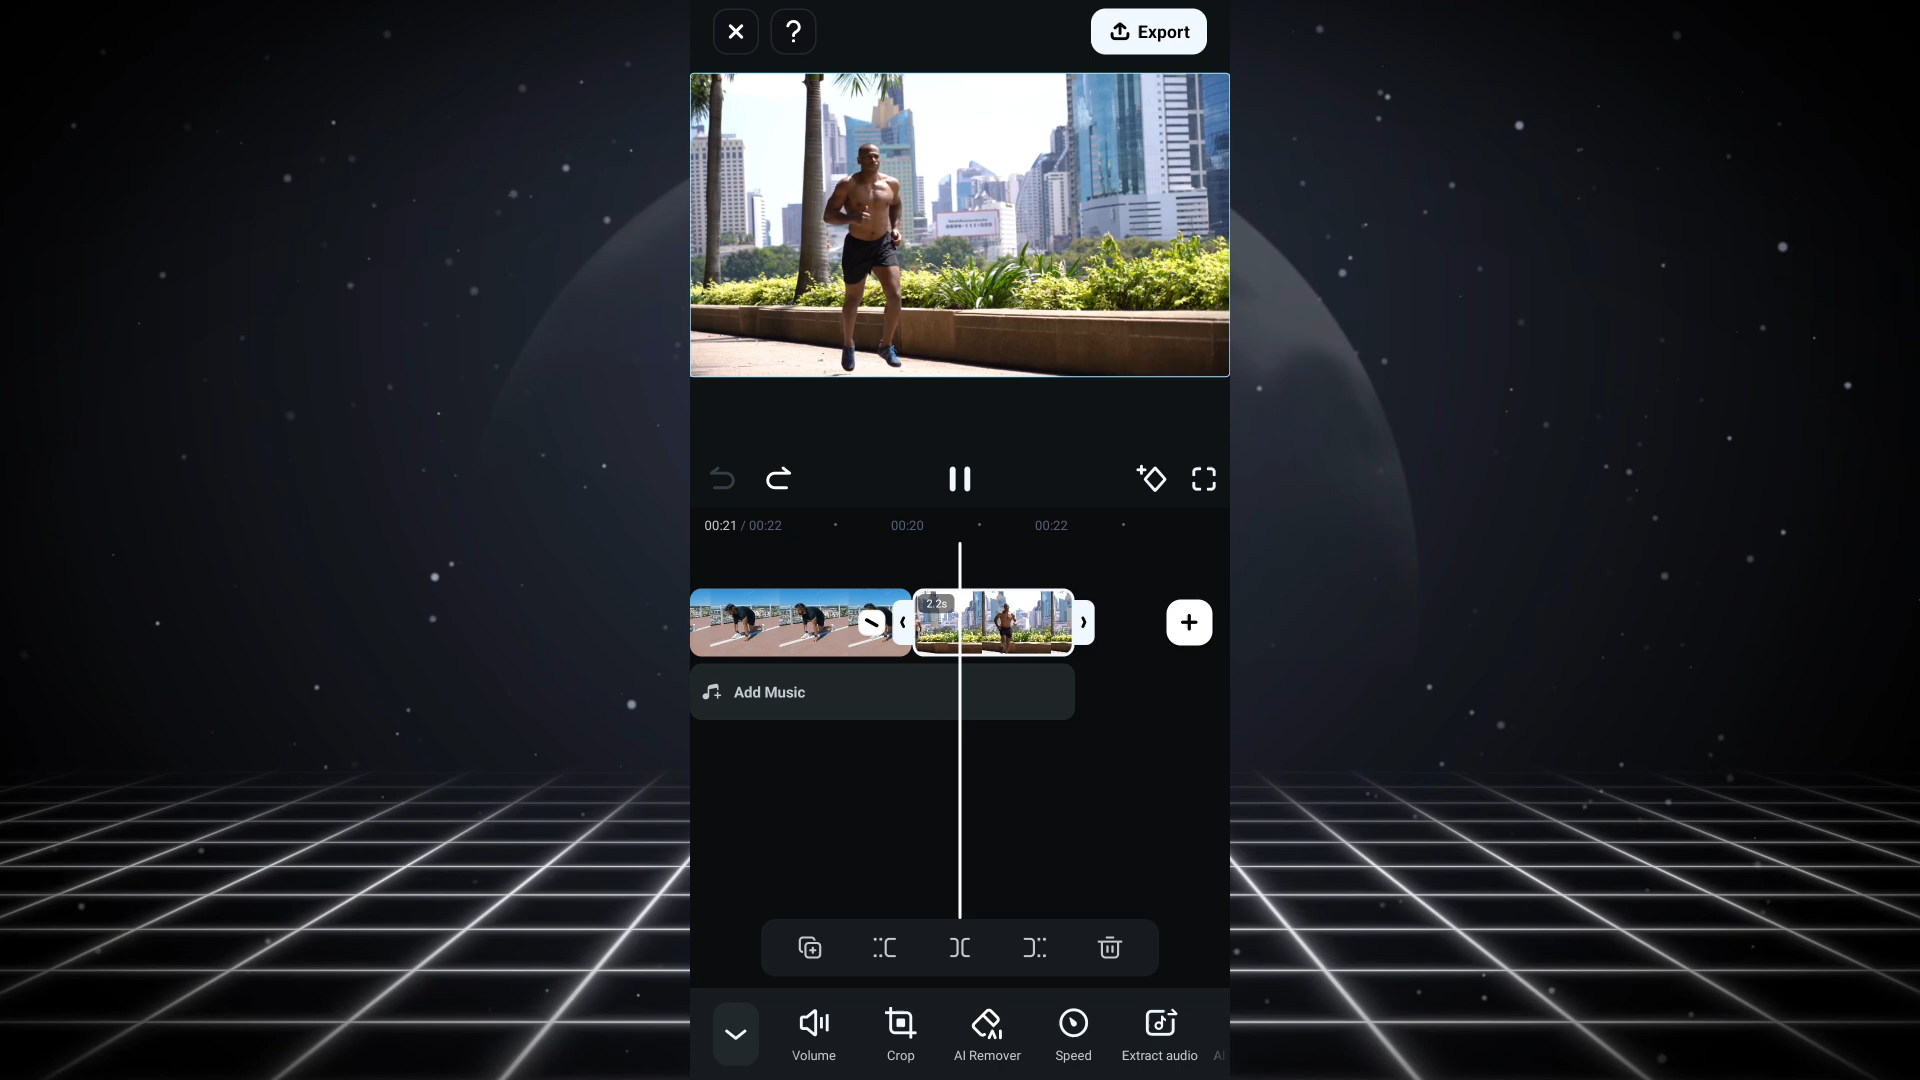 Export
00:21 / 00:22
00:20
00:22
2.2s
Add Music
Volume
Crop
AI Remover
Speed
Extract audio
AI